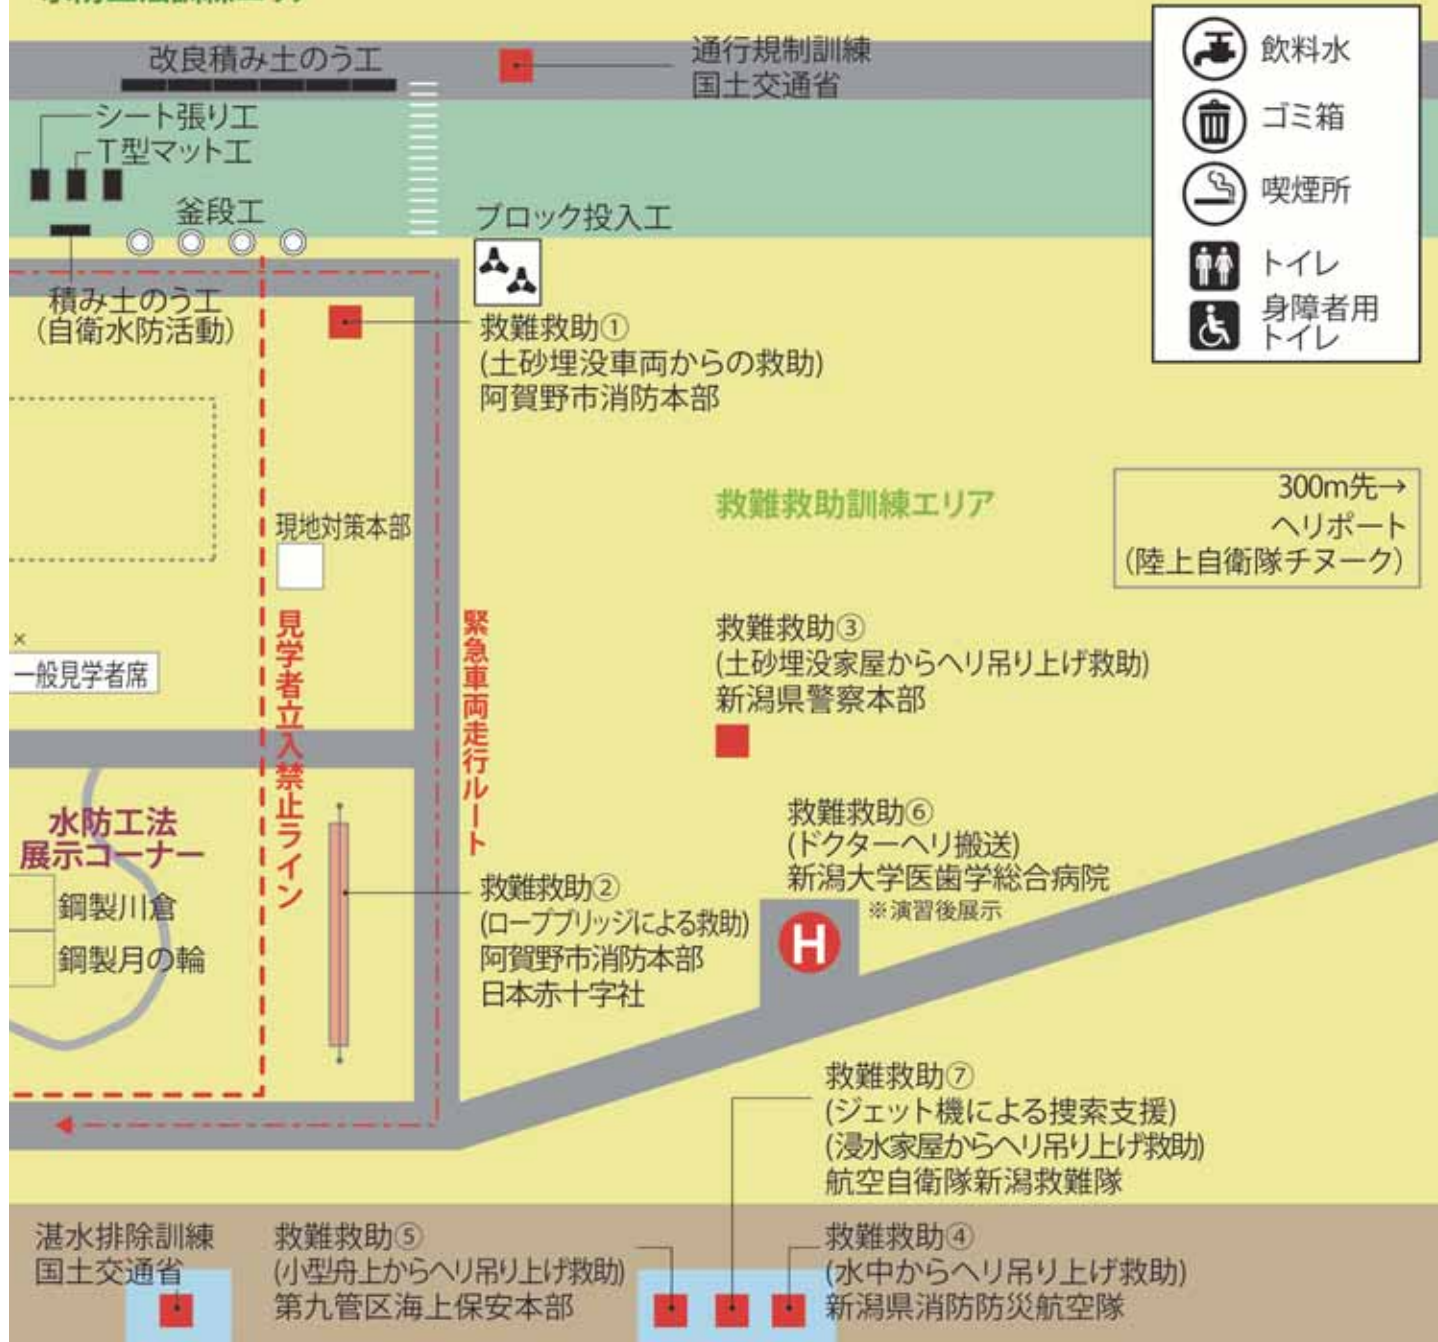 改良積み土のう工
通行規制訓練
国土交通省
シート張り工
T型マット工
釜段工
積み土のう工
(自衛水防活動)
ブロック投入工
救難救助①
(土砂埋没車両からの救助)
阿賀野市消防本部
飲料水
ゴミ箱
喫煙所
トイレ
身障者用
トイレ
救難救助訓練エリア
300m先→
ヘリポート
(陸上自衛隊チヌーク)
現地対策本部
×
一般見学者席
見学者立入禁止ライン
緊急車両走行ルート
救難救助③
(土砂埋没家屋からヘリ吊り上げ救助)
新潟県警察本部
水防工法
展示コーナー
鋼製川倉
鋼製月の輪
救難救助②
(ロープブリッジによる救助)
阿賀野市消防本部
日本赤十字社
救難救助⑥
(ドクターヘリ搬送)
新潟大学医歯学総合病院
※演習後展示
H
救難救助⑦
(ジェット機による捜索支援)
(浸水家屋からヘリ吊り上げ救助)
航空自衛隊新潟救難隊
湛水排除訓練
国土交通省
救難救助⑤
(小型舟上からヘリ吊り上げ救助)
第九管区海上保安本部
救難救助④
(水中からヘリ吊り上げ救助)
新潟県消防防災航空隊